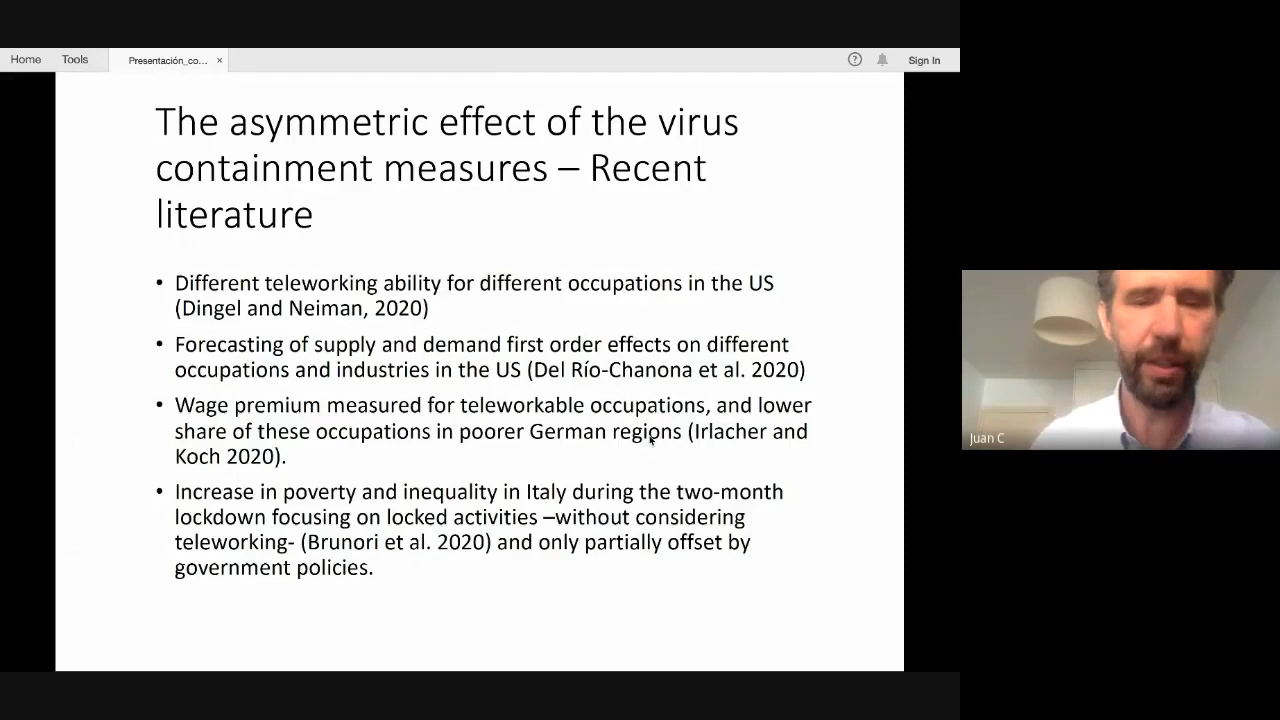 Home Tools Presentación_co... × ? Sign In
The asymmetric effect of the virus
containment measures – Recent
literature
• Different teleworking ability for different occupations in the US
(Dingel and Neiman, 2020)
• Forecasting of supply and demand first order effects on different
occupations and industries in the US (Del Río-Chanona et al. 2020)
• Wage premium measured for teleworkable occupations, and lower
share of these occupations in poorer German regions (Irlacher and
Koch 2020).
• Increase in poverty and inequality in Italy during the two-month
lockdown focusing on locked activities –without considering
teleworking- (Brunori et al. 2020) and only partially offset by
government policies.
Juan C